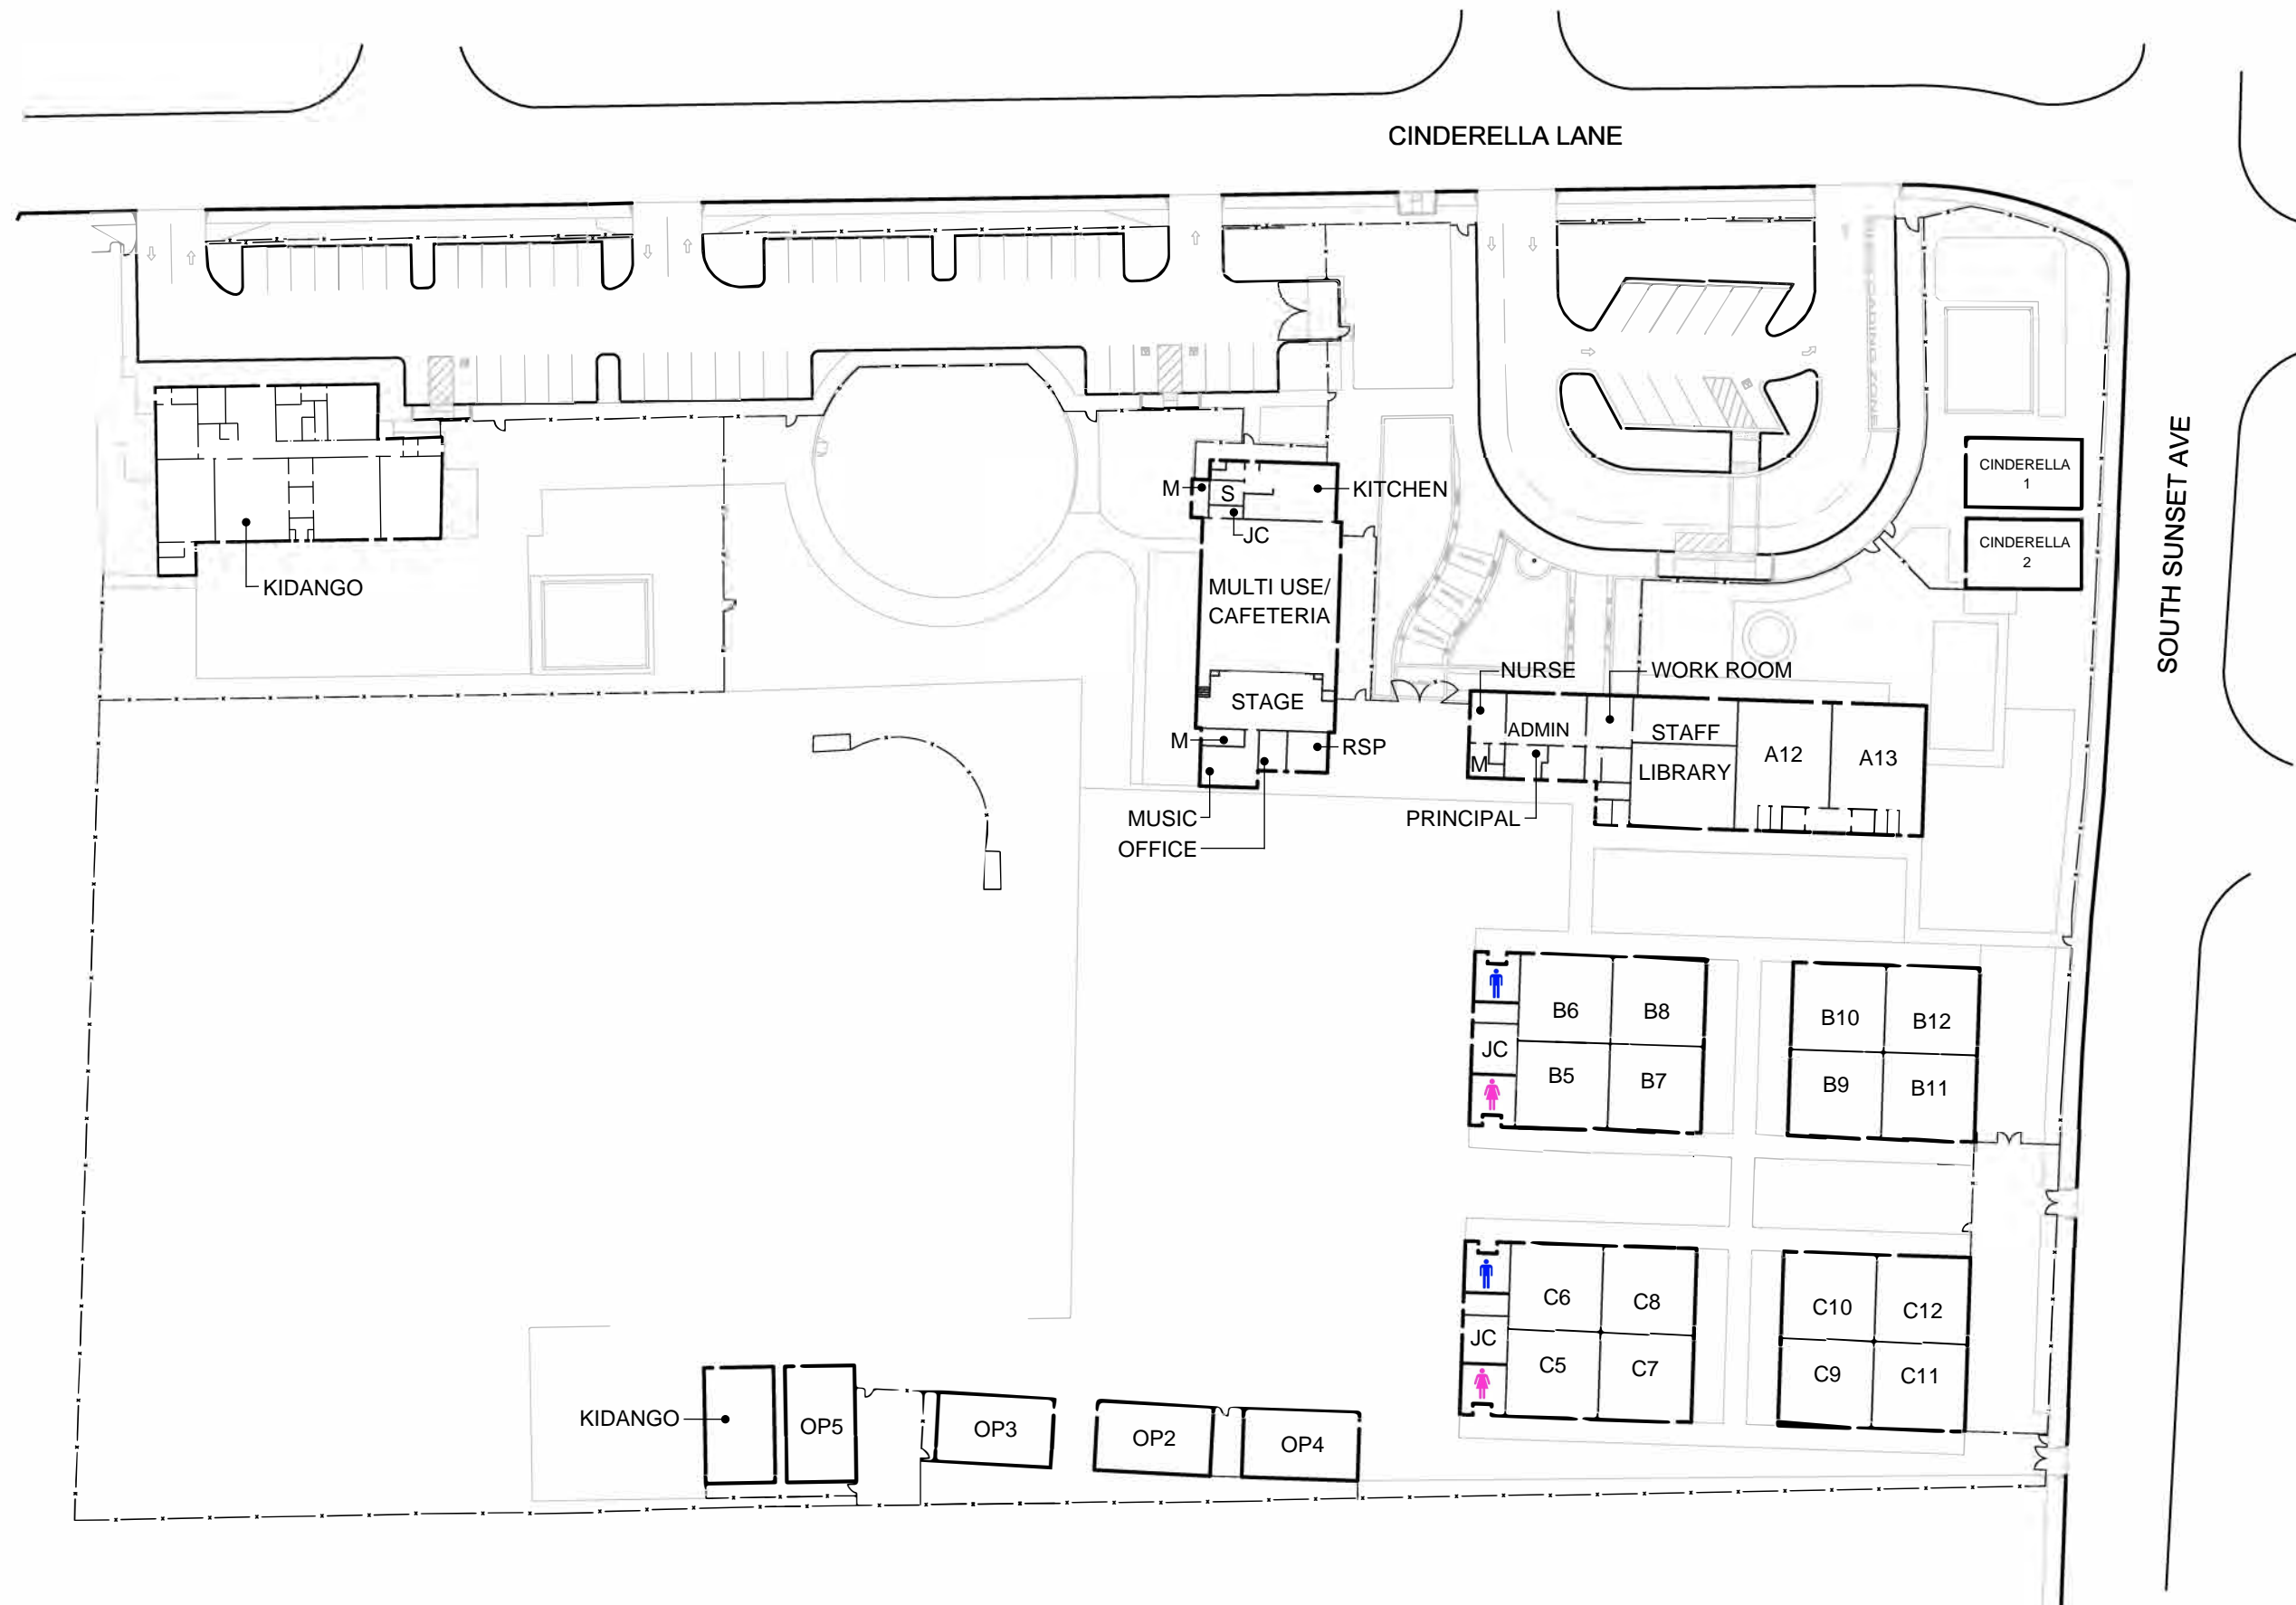 CINDERELLA LANE
SOUTH SUNSET AVE
LOADING ZONE
CINDERELLA
1
CINDERELLA
2
KIDANGO
M
S
KITCHEN
JC
MULTI USE/
CAFETERIA
STAGE
M
RSP
MUSIC
OFFICE
NURSE
WORK ROOM
ADMIN
STAFF
M
LIBRARY
A12
A13
PRINCIPAL
B6
B8
B10
B12
JC
B5
B7
B9
B11
C6
C8
C10
C12
JC
C5
C7
C9
C11
KIDANGO
OP5
OP3
OP2
OP4